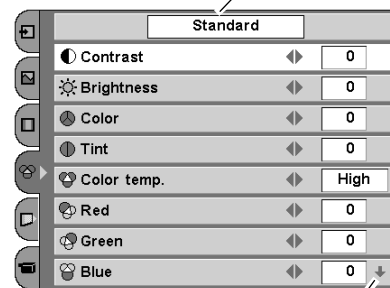 Standard
Contrast 0
Brightness 0
Color 0
Tint 0
Color temp. High
Red 0
Green 0
Blue 0